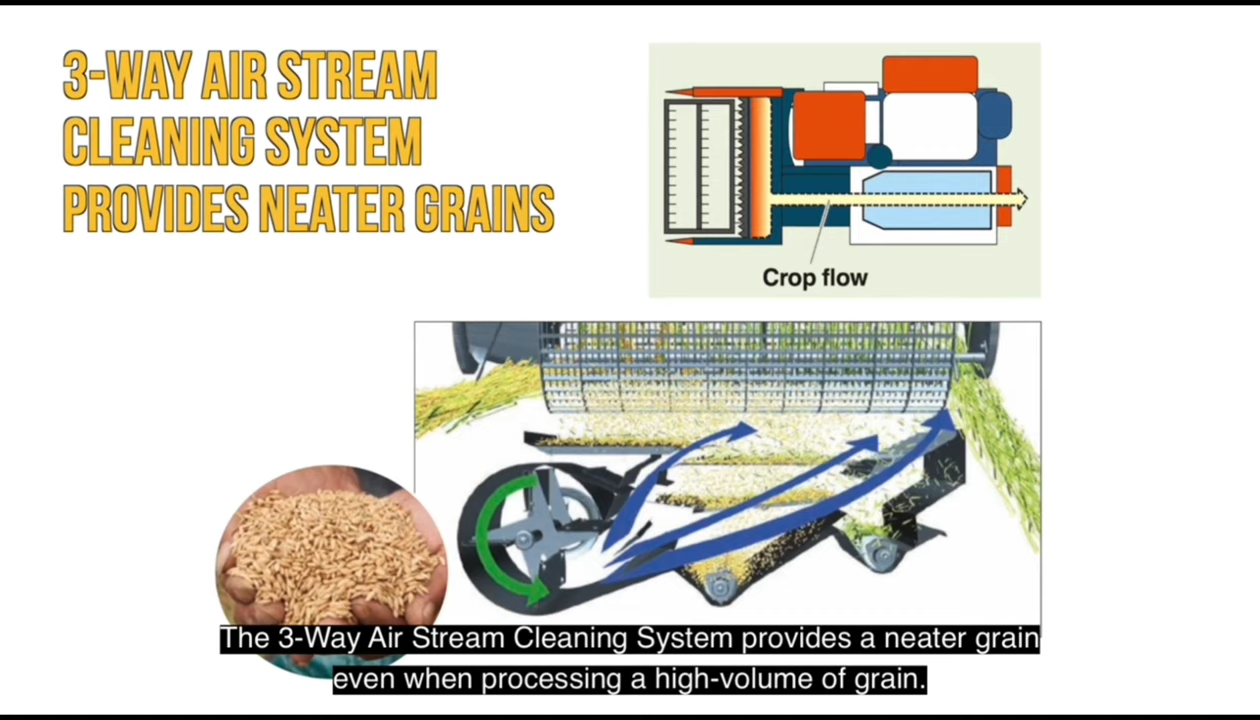 3-WAY AIR STREAM
CLEANING SYSTEM
PROVIDES NEATER GRAINS
Crop flow
The 3-Way Air Stream Cleaning System provides a neater grain
even when processing a high-volume of grain.